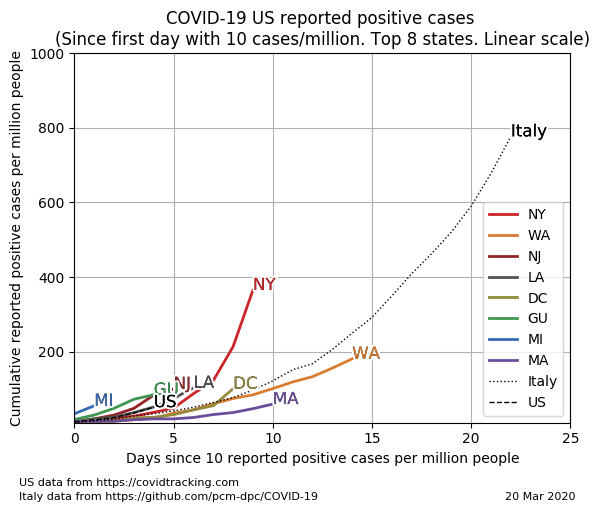 COVID-19 US reported positive cases
(Since first day with 10 cases/million. Top 8 states. Linear scale)
Cumulative reported positive cases per million people
1000
800
600
400
200
Italy
NY
WA
MI
GU
NJ
LA
US
DC
MA
NY
WA
NJ
LA
DC
GU
MI
MA
Italy
US
0
5
10
15
20
25
Days since 10 reported positive cases per million people
US data from https://covidtracking.com
Italy data from https://github.com/pcm-dpc/COVID-19
20 Mar 2020